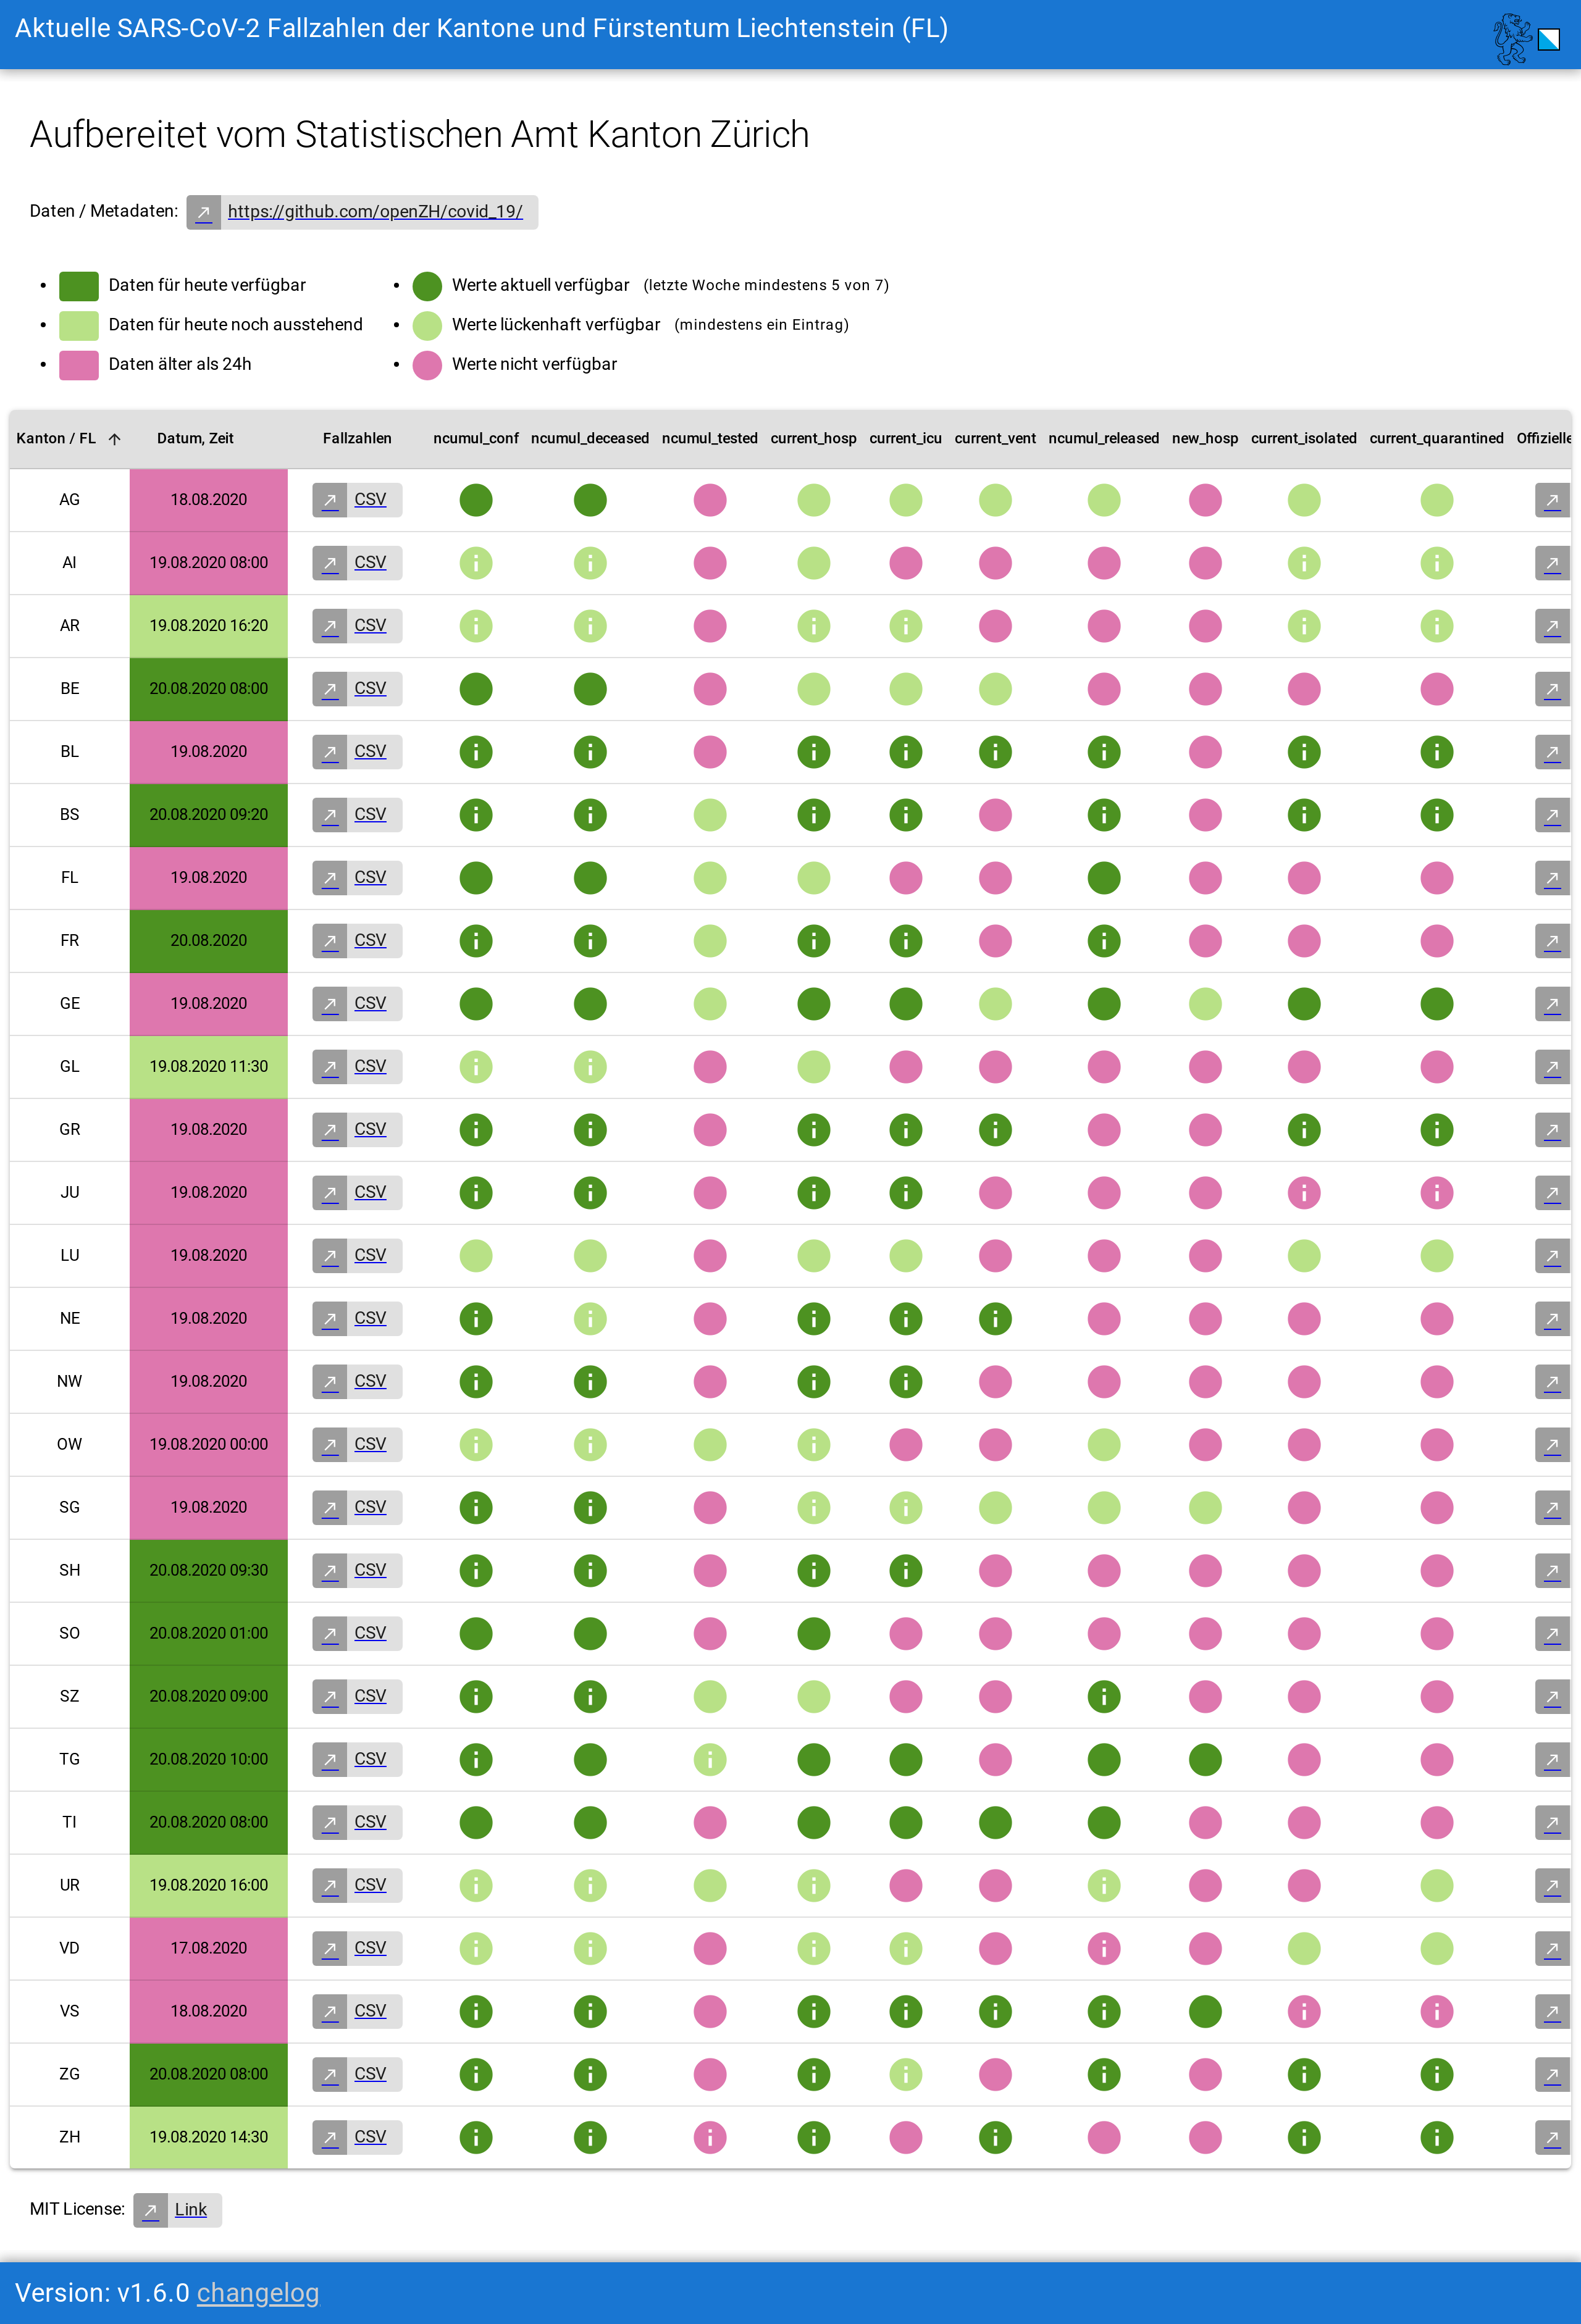 Aktuelle SARS-CoV-2 Fallzahlen der Kantone und Fürstentum Liechtenstein (FL)
Aufbereitet vom Statistischen Amt Kanton Zürich
Daten / Metadaten: https://github.com/openZH/covid_19/
Daten für heute verfügbar
Daten für heute noch ausstehend
Daten älter als 24h
Werte aktuell verfügbar (letzte Woche mindestens 5 von 7)
Werte lückenhaft verfügbar (mindestens ein Eintrag)
Werte nicht verfügbar
Kanton / FL Datum, Zeit Fallzahlen ncumul_conf ncumul_deceased ncumul_tested current_hosp current_icu current_vent ncumul_released new_hosp current_isolated current_quarantined Offizielle
AG 18.08.2020 CSV
AI 19.08.2020 08:00 CSV
AR 19.08.2020 16:20 CSV
BE 20.08.2020 08:00 CSV
BL 19.08.2020 CSV
BS 20.08.2020 09:20 CSV
FL 19.08.2020 CSV
FR 20.08.2020 CSV
GE 19.08.2020 CSV
GL 19.08.2020 11:30 CSV
GR 19.08.2020 CSV
JU 19.08.2020 CSV
LU 19.08.2020 CSV
NE 19.08.2020 CSV
NW 19.08.2020 CSV
OW 19.08.2020 00:00 CSV
SG 19.08.2020 CSV
SH 20.08.2020 09:30 CSV
SO 20.08.2020 01:00 CSV
SZ 20.08.2020 09:00 CSV
TG 20.08.2020 10:00 CSV
TI 20.08.2020 08:00 CSV
UR 19.08.2020 16:00 CSV
VD 17.08.2020 CSV
VS 18.08.2020 CSV
ZG 20.08.2020 08:00 CSV
ZH 19.08.2020 14:30 CSV
MIT License: Link
Version: v1.6.0 changelog